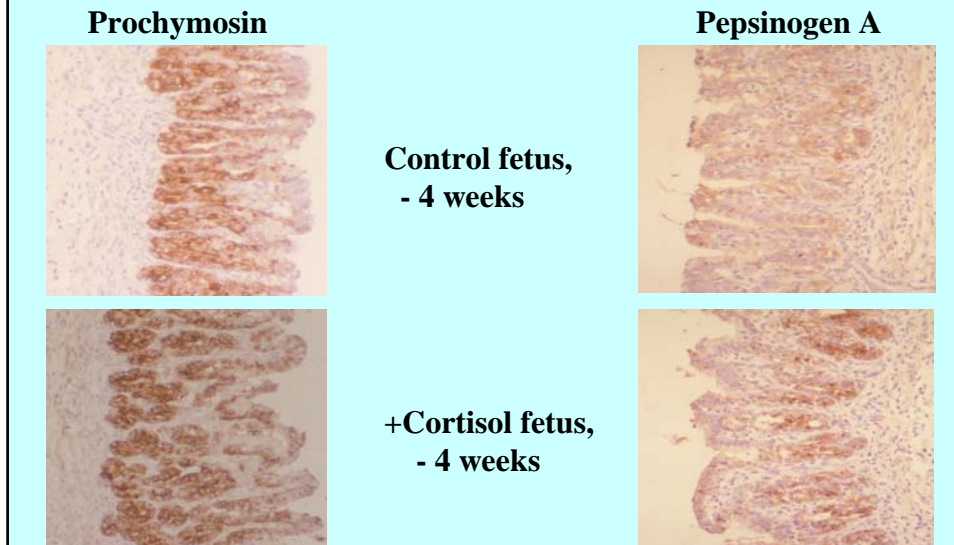 Prochymosin
Pepsinogen A
Control fetus,
- 4 weeks
+Cortisol fetus,
- 4 weeks